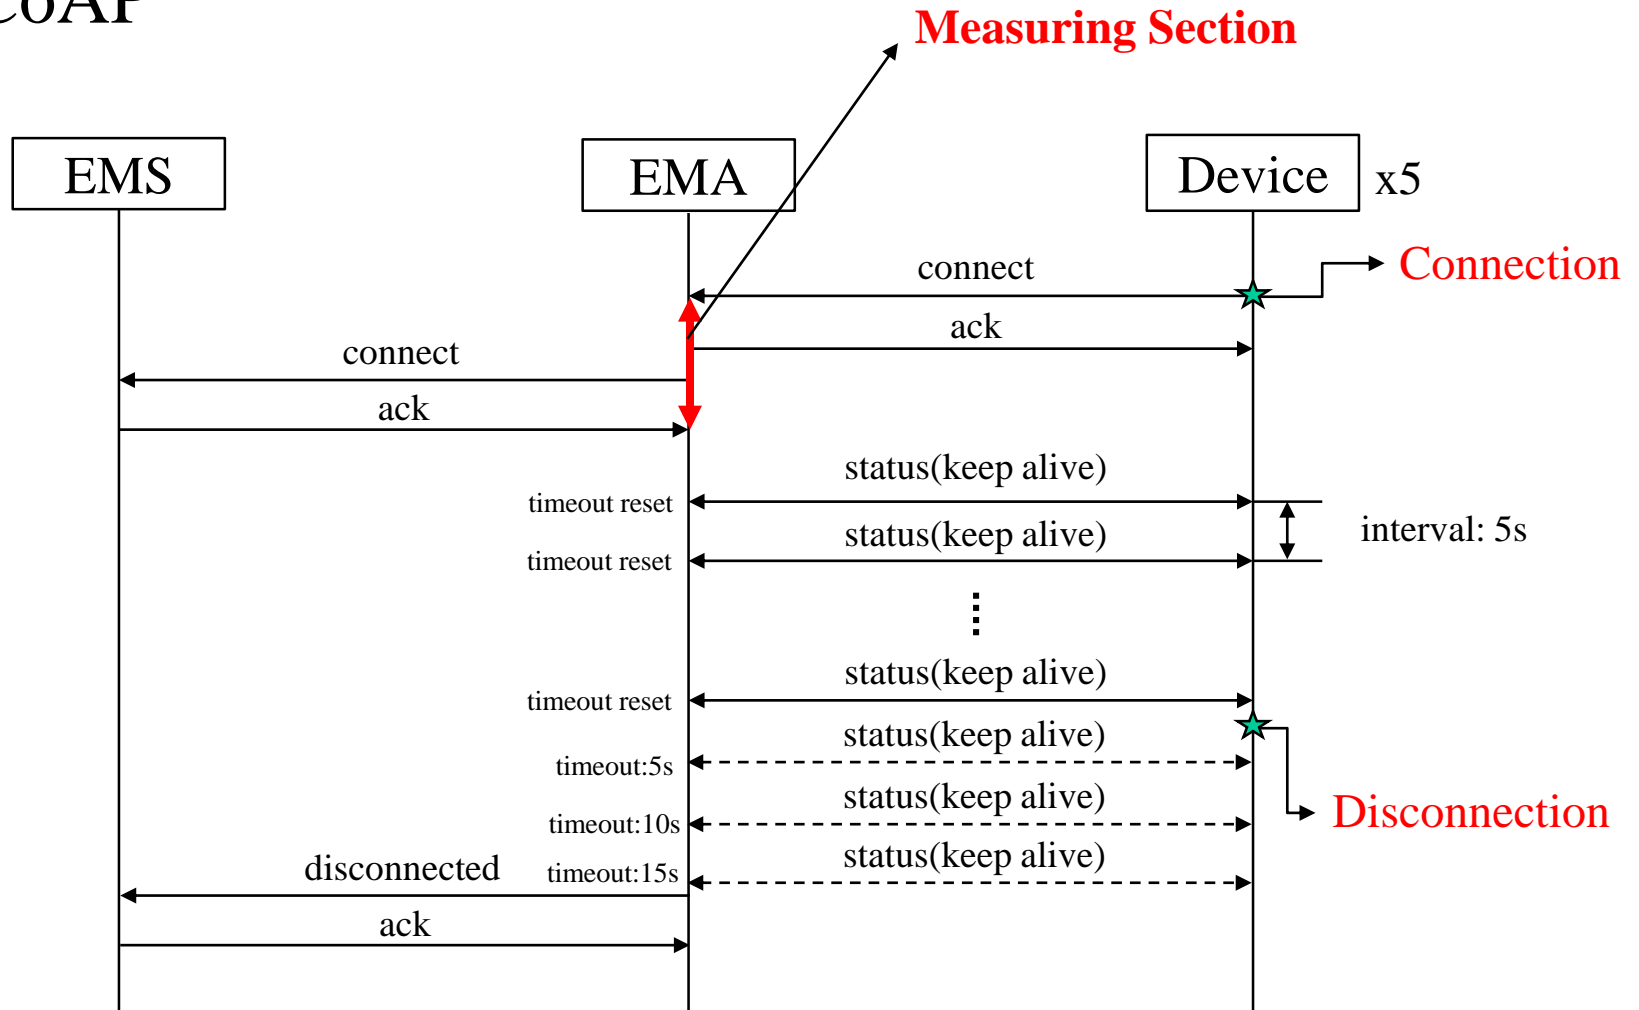 CoAP
Measuring Section
EMS
EMA
Device
x5
connect
Connection
ack
connect
ack
status(keep alive)
timeout reset
interval: 5s
status(keep alive)
timeout reset
status(keep alive)
timeout reset
status(keep alive)
timeout:5s
status(keep alive)
timeout:10s
Disconnection
status(keep alive)
disconnected
timeout:15s
ack